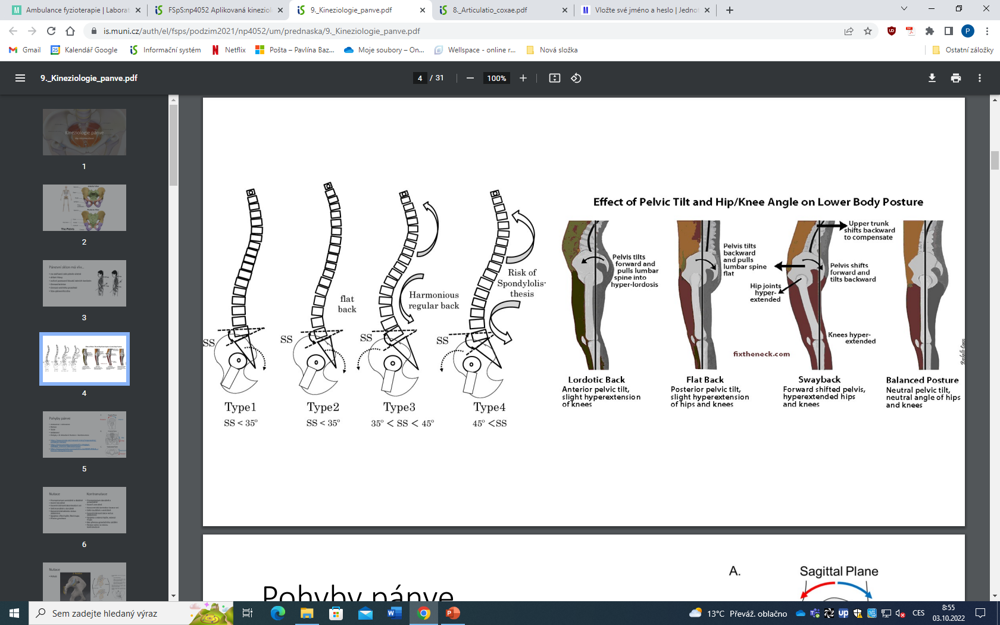 Ambulance fyzioterapie | Laborat
FSpS:np4052 Aplikovaná kineziol
9._Kineziologie_panve.pdf
8._Articulatio_coxae.pdf
Vložte své jméno a heslo | Jedno
is.muni.cz/auth/el/fsps/podzim2021/np4052/um/prednaska/9._Kineziologie_panve.pdf
P
Gmail
Kalendář Google
Informační systém
Netflix
Pošta – Pavlína Baz...
Moje soubory – On...
Wellspace - online r...
Nová složka
Ostatní záložky
9._Kineziologie_panve.pdf
4 / 31
100%
Kineziologie pánve
1
The Pelvis
2
3
4
Pohyby pánve
5
Nutace
Kontranutace
6
Nutace
Effect of Pelvic Tilt and Hip/Knee Angle on Lower Body Posture
SS
Type1
SS < 35°
flat
back
SS
Type2
SS < 35°
Harmonious
regular back
SS
Type3
35° < SS < 45°
Risk of
Spondylolis-
thesis
SS
Type4
45° <SS
Pelvis tilts
forward and
pulls lumbar
spine into
hyper-lordosis
Lordotic Back
Anterior pelvic tilt,
slight hyperextension
of knees
Pelvis tilts
backward
and pulls
lumbar spine
flat
Flat Back
Posterior pelvic tilt,
slight hyperextension
of hips and knees
Upper trunk
shifts backward
to compensate
Pelvis shifts
forward and
tilts backward
Hip joints
hyper-
extended
Knees hyper-
extended
fixtheneck.com
Swayback
Forward shifted pelvis,
hyperextended hips
and knees
Balanced Posture
Neutral pelvic tilt,
neutral angle of hips
and knees
A.
Sagittal Plane
Pohyby pánve
Sem zadejte hledaný výraz
13°C Převáž. oblačno
CES
8:55
03.10.2022